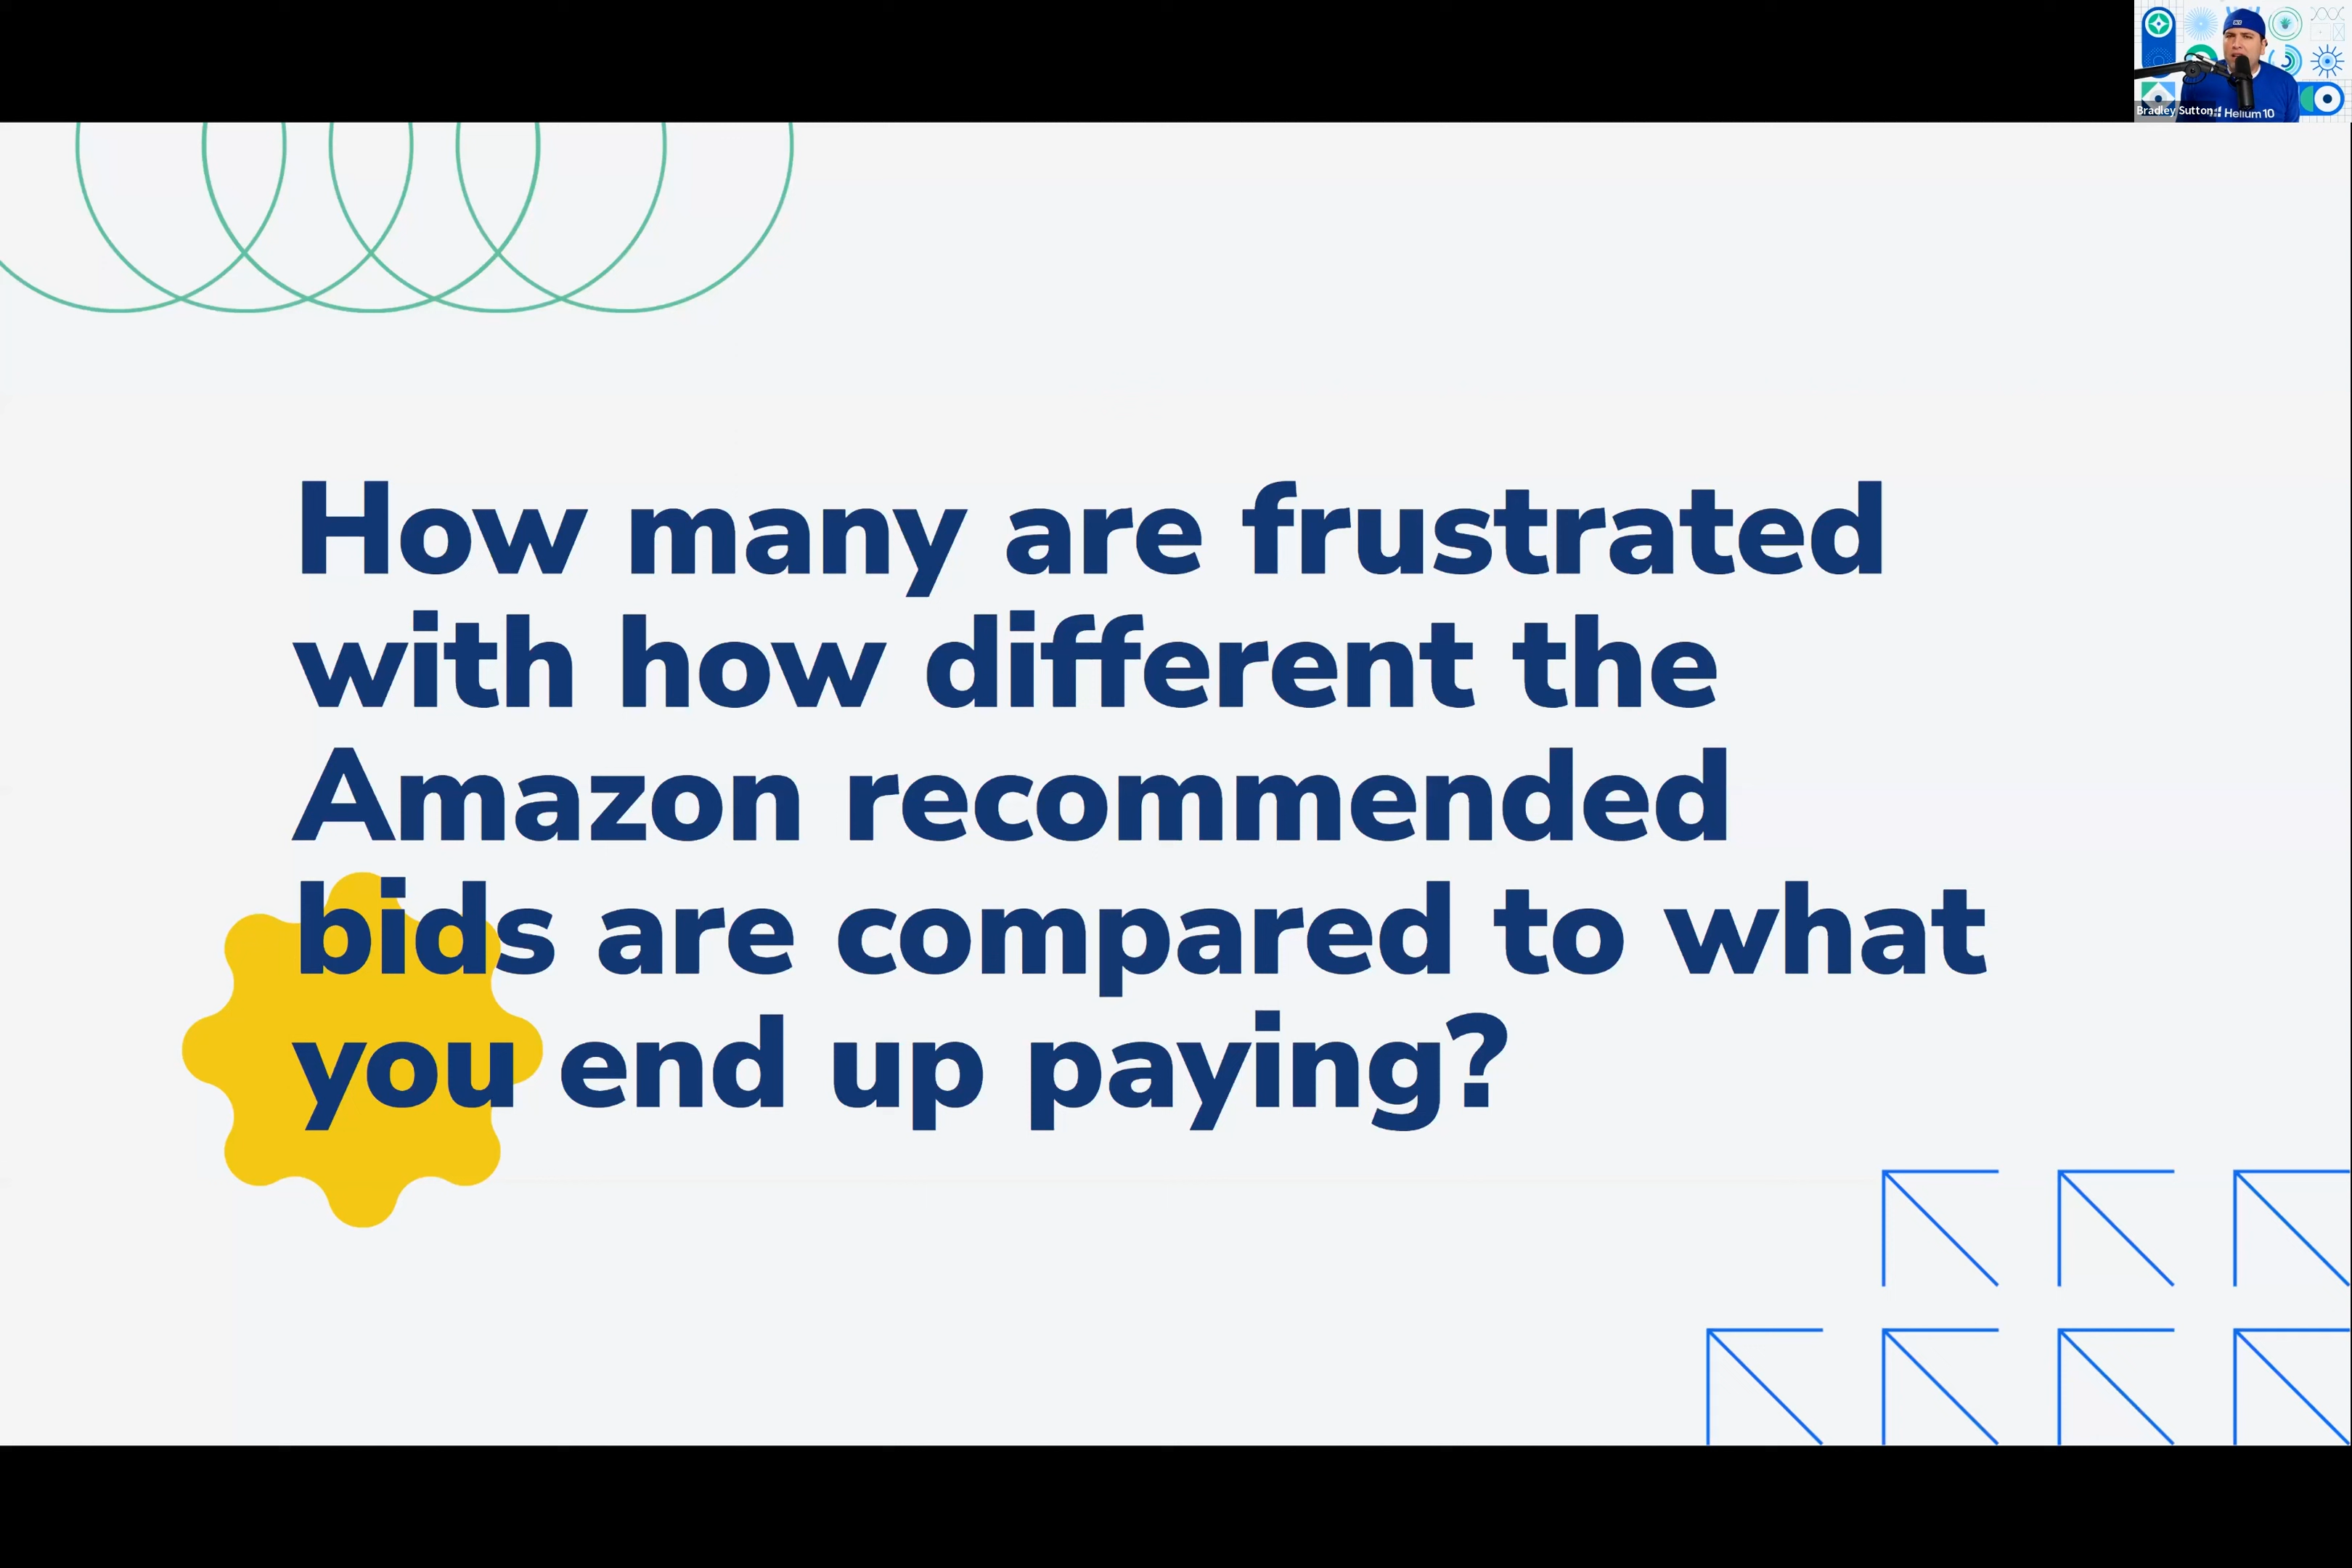 Bradley Sutton
Helium 10
How many are frustrated
with how different the
Amazon recommended
bids are compared to what
you end up paying?